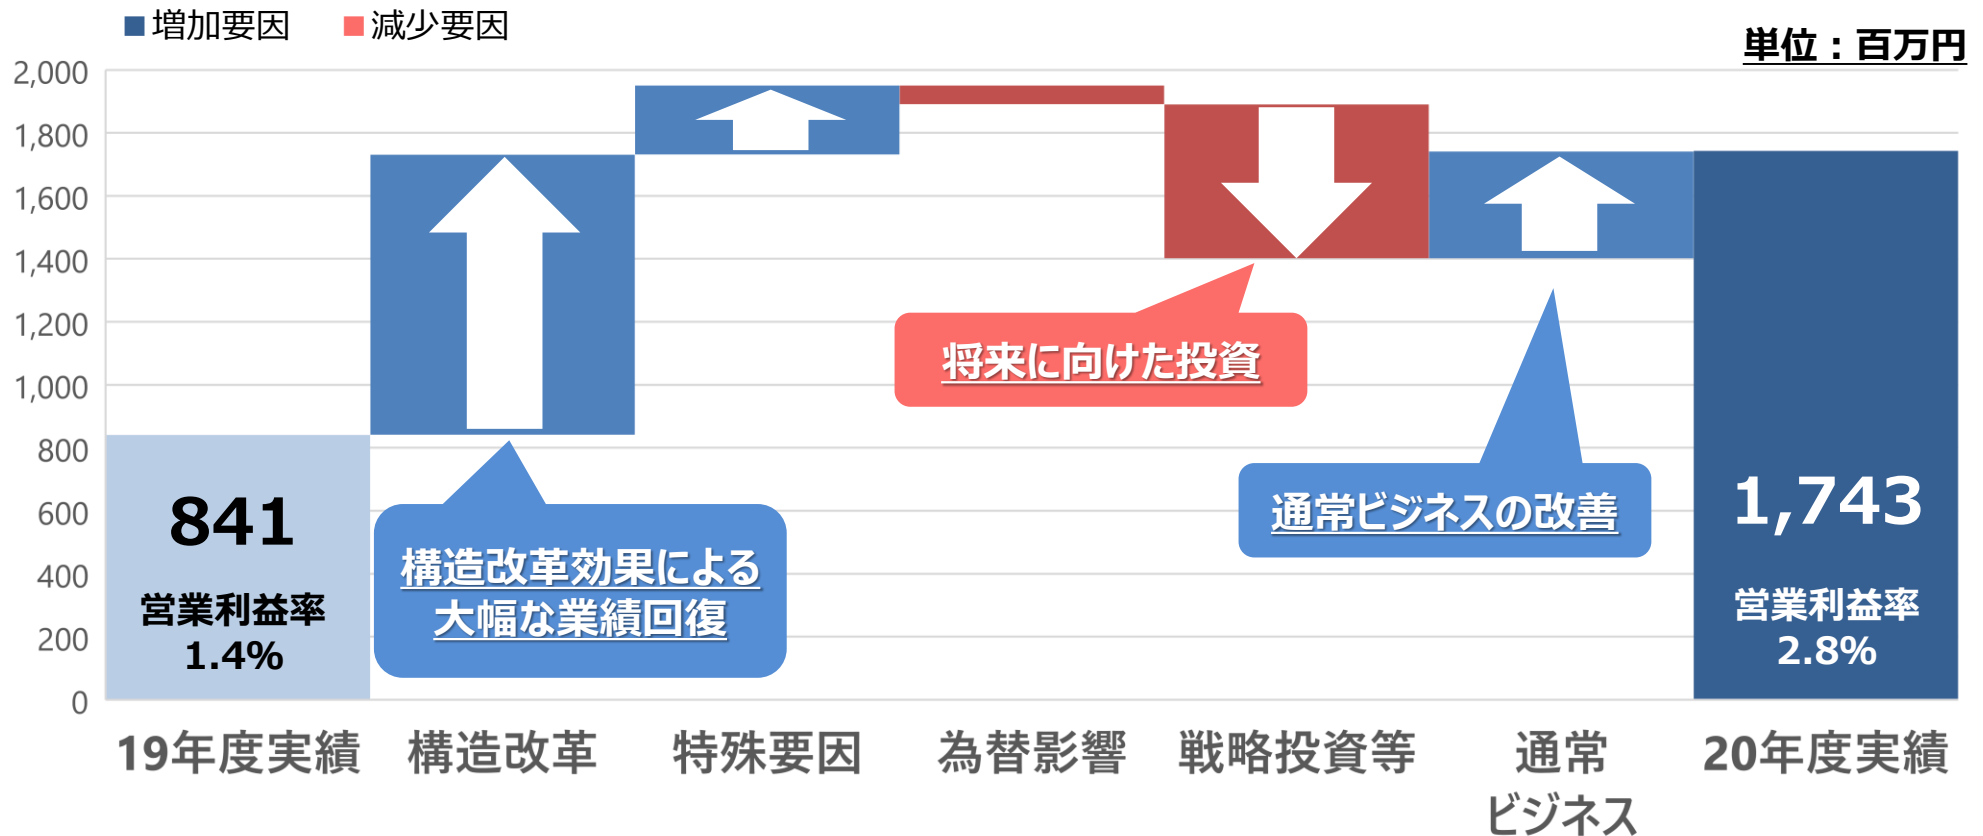 増加要因 減少要因
単位：百万円
2,000
1,800
1,600
1,400
1,200
1,000
800
600
400
200
0
841
営業利益率
1.4%
構造改革効果による
大幅な業績回復
将来に向けた投資
通常ビジネスの改善
1,743
営業利益率
2.8%
19年度実績 構造改革 特殊要因 為替影響 戦略投資等 通常 20年度実績
ビジネス